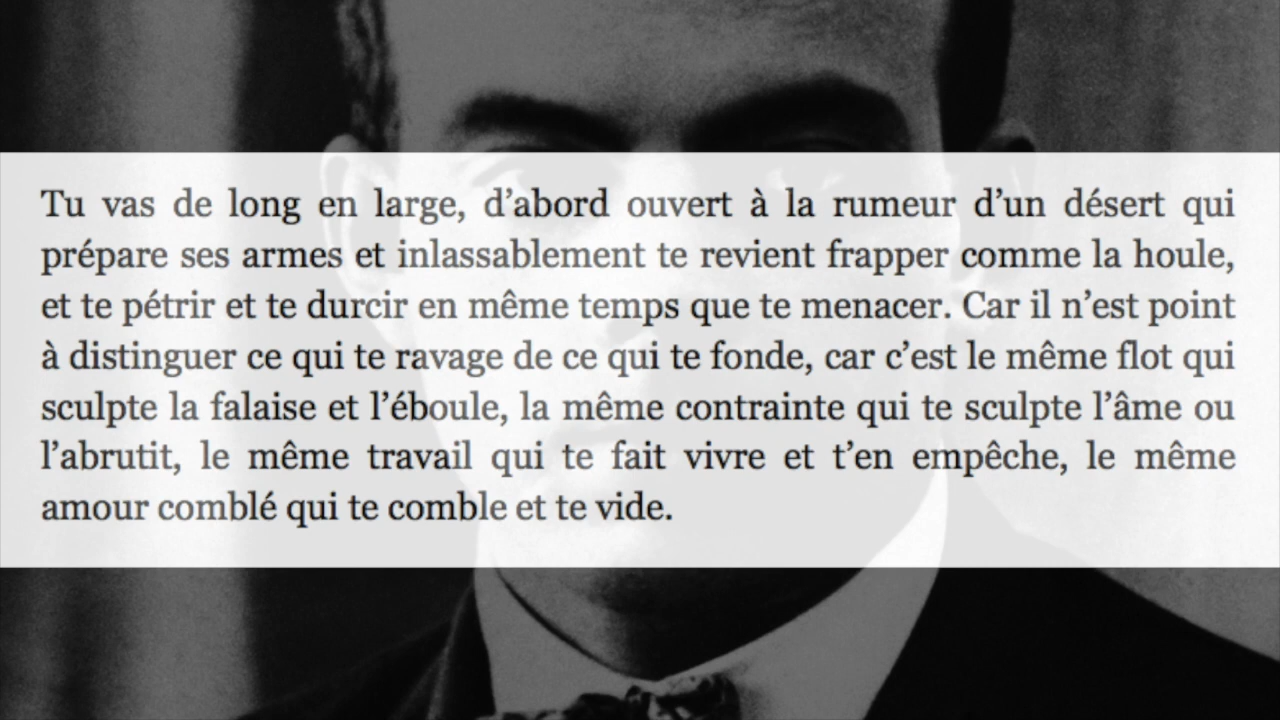 Tu vas de long en large, d’abord ouvert à la rumeur d’un désert qui
prépare ses armes et inlassablement te revient frapper comme la houle,
et te pétrir et te durcir en même temps que te menacer. Car il n’est point
à distinguer ce qui te ravage de ce qui te fonde, car c’est le même flot qui
sculpte la falaise et l’éboule, la même contrainte qui te sculpte l’âme ou
l’abrutit, le même travail qui te fait vivre et t’en empêche, le même
amour comblé qui te comble et te vide.